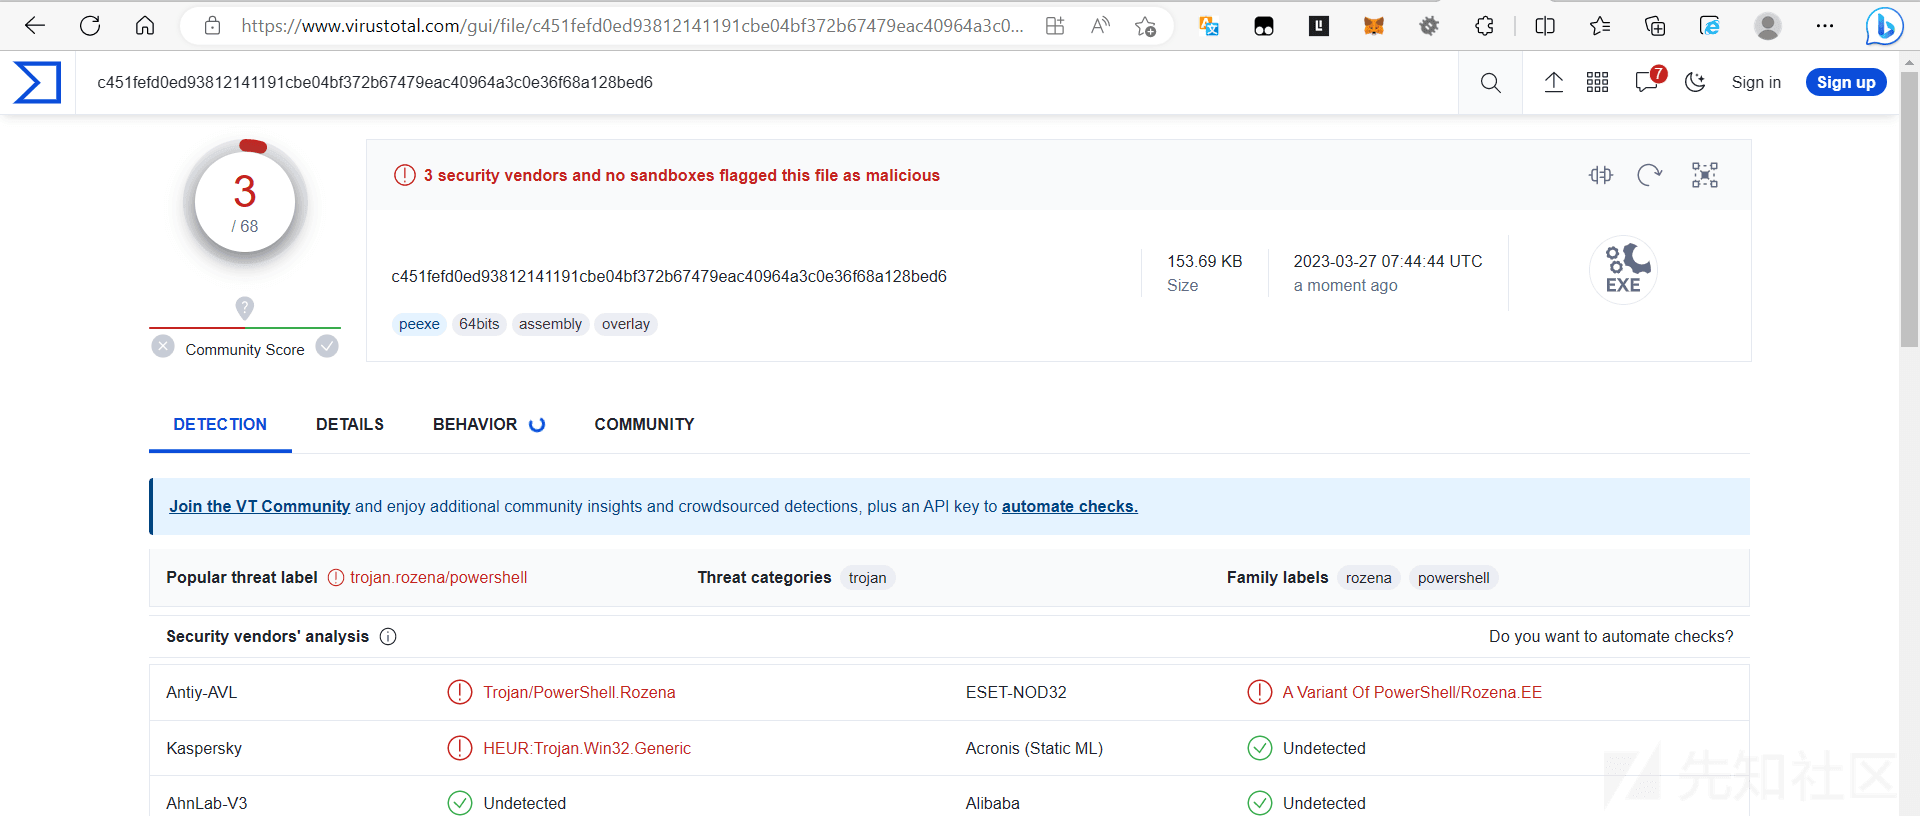 https://www.virustotal.com/gui/file/c451fefd0ed93812141191cbe04bf372b67479eac40964a3c0...
c451fefd0ed93812141191cbe04bf372b67479eac40964a3c0e36f68a128bed6
7
Sign in
Sign up
3
/ 68
Community Score
3 security vendors and no sandboxes flagged this file as malicious
c451fefd0ed93812141191cbe04bf372b67479eac40964a3c0e36f68a128bed6
153.69 KB
Size
2023-03-27 07:44:44 UTC
a moment ago
EXE
peexe 64bits assembly overlay
DETECTION DETAILS BEHAVIOR COMMUNITY
Join the VT Community and enjoy additional community insights and crowdsourced detections, plus an API key to automate checks.
Popular threat label trojan.rozena/powershell Threat categories trojan Family labels rozena powershell
Security vendors' analysis Do you want to automate checks?
Antiy-AVL Trojan/PowerShell.Rozena ESET-NOD32 A Variant Of PowerShell/Rozena.EE
Kaspersky HEUR:Trojan.Win32.Generic Acronis (Static ML) Undetected
AhnLab-V3 Undetected Alibaba Undetected
先知社区